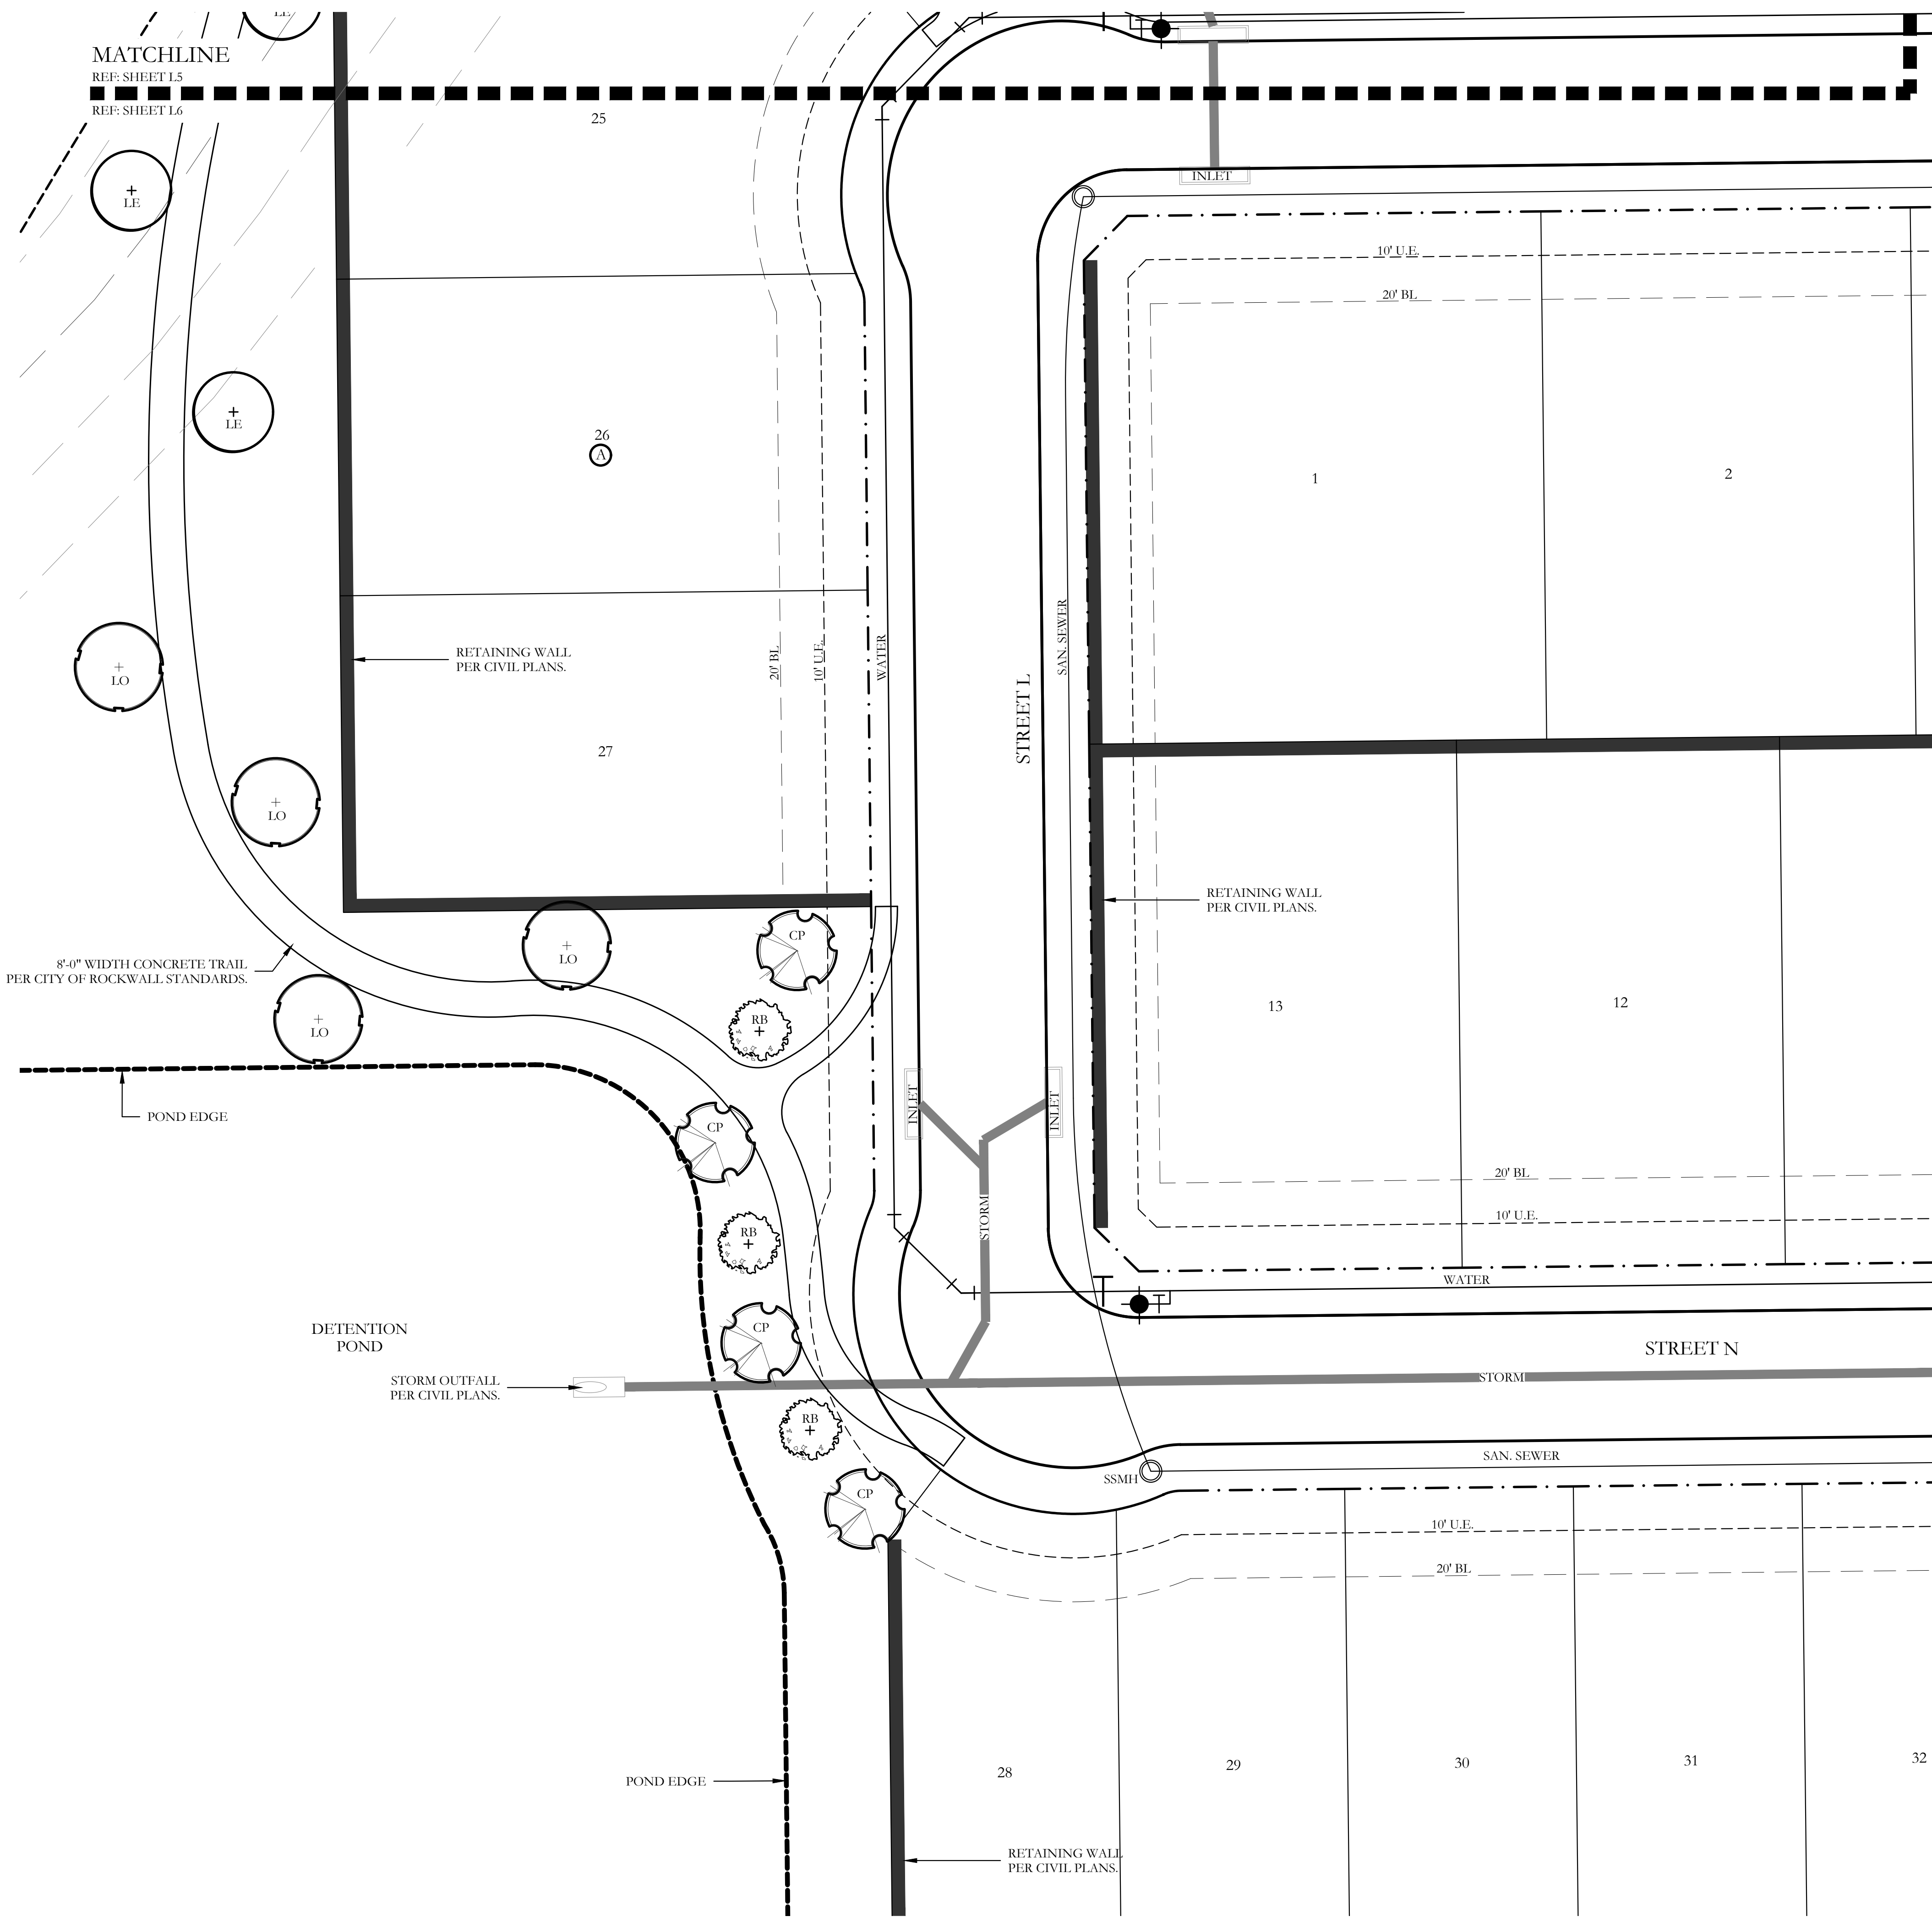 LE
MATCHLINE
REF: SHEET L5
REF: SHEET L6
25
INLET
LE
10' U.E.
20' BL
LE
26
A
1
2
SAN. SEWER
WATER
20' BL
10' U.E.
RETAINING WALL
PER CIVIL PLANS.
LO
STREET L
27
LO
RETAINING WALL
PER CIVIL PLANS.
CP
LO
8'-0" WIDTH CONCRETE TRAIL
PER CITY OF ROCKWALL STANDARDS.
13
12
RB
LO
INLET
INLET
POND EDGE
CP
20' BL
STORM
10' U.E.
RB
WATER
DETENTION
POND
CP
STREET N
STORM OUTFALL
PER CIVIL PLANS.
STORM
RB
SAN. SEWER
SSMH
CP
10' U.E.
20' BL
28
29
30
31
32
POND EDGE
RETAINING WALL
PER CIVIL PLANS.